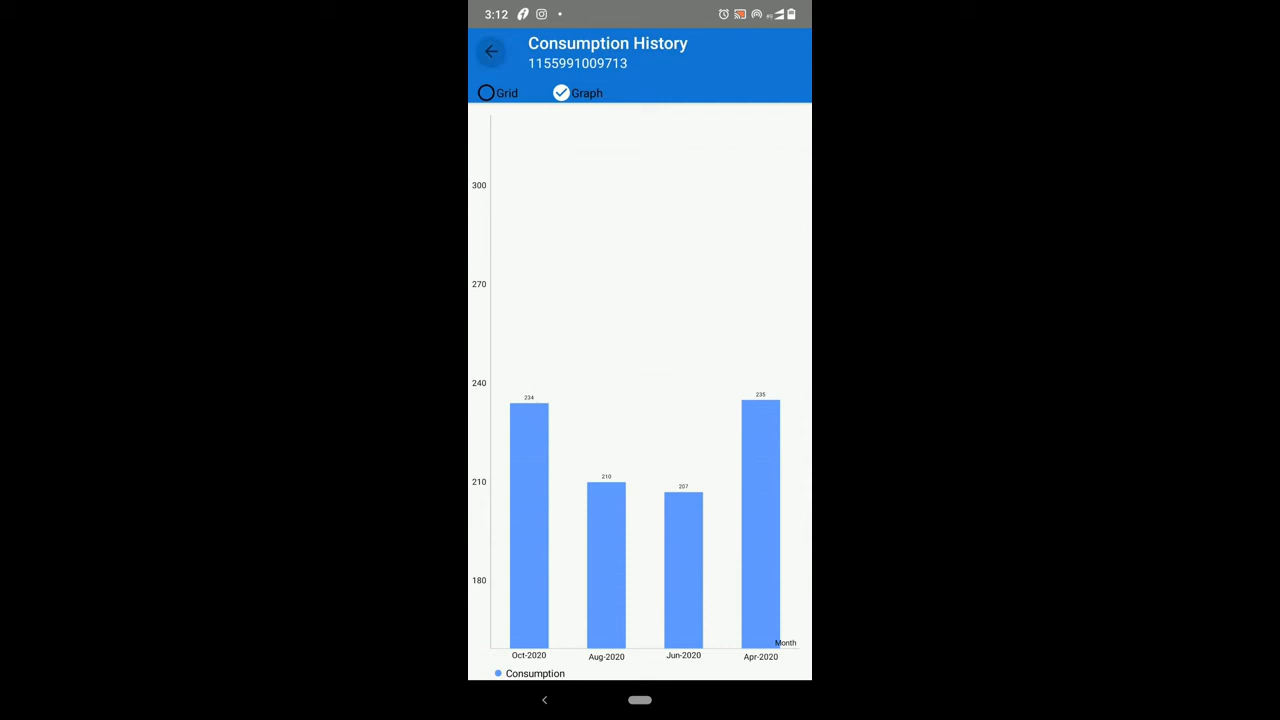 3:12
Consumption History
1155991009713
Grid
Graph
300
270
240
210
180
234
210
207
235
Month
Oct-2020
Aug-2020
Jun-2020
Apr-2020
Consumption